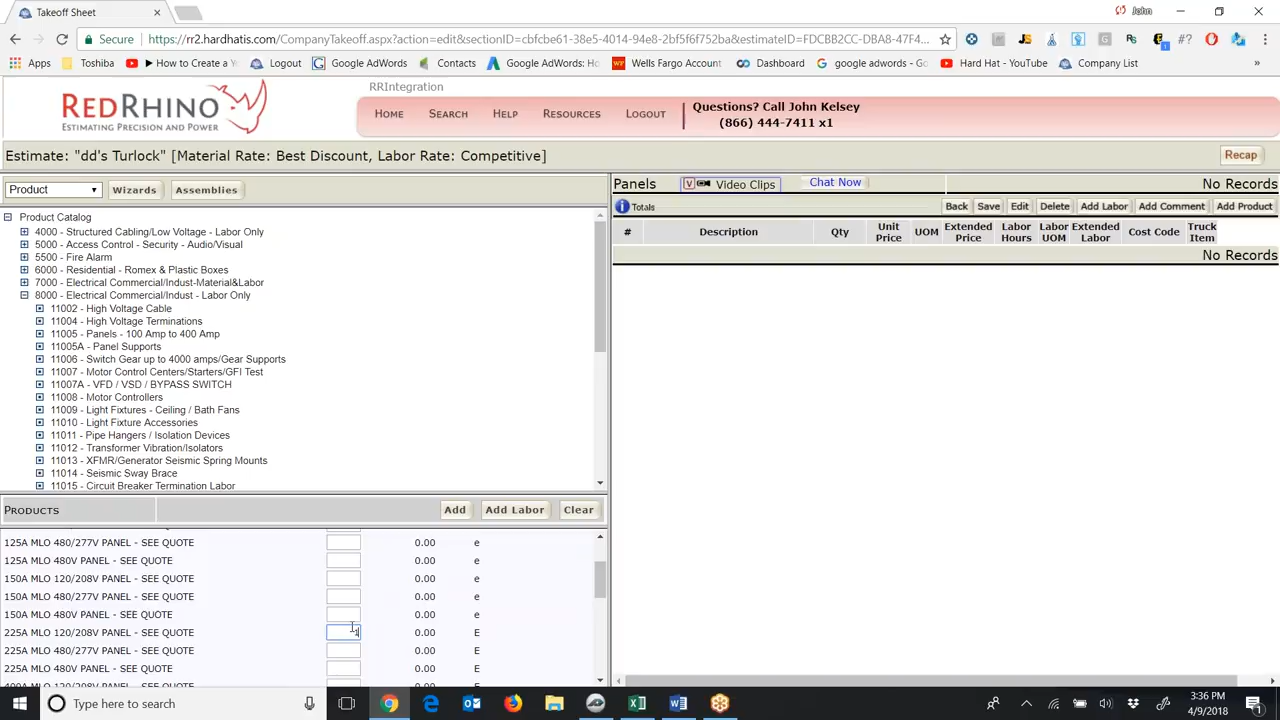 Takeoff Sheet
John
Secure
https://rr2.hardhatis.com/CompanyTakeoff.aspx?action=edit&sectionID=cbfcbe61-38e5-4014-94e8-2bf5f6f752ba&estimateID=FDCBB2CC-DBA8-47F4...
Apps
Toshiba
► How to Create a V
Logout
Google AdWords
Contacts
Google AdWords: Ho
Wells Fargo Account
Dashboard
google adwords - Go
Hard Hat - YouTube
Company List
REDRHINO
ESTIMATING PRECISION AND POWER
RRIntegration
HOME
SEARCH
HELP
RESOURCES
LOGOUT
Questions? Call John Kelsey
(866) 444-7411 x1
Estimate: "dd's Turlock" [Material Rate: Best Discount, Labor Rate: Competitive]
Recap
Product
Wizards
Assemblies
Panels
Video Clips
Chat Now
No Records
Totals
Back
Save
Edit
Delete
Add Labor
Add Comment
Add Product
# Description Qty Unit Price UOM Extended Price Labor Hours Labor UOM Extended Labor Cost Code Truck Item
No Records
Product Catalog
4000 - Structured Cabling/Low Voltage - Labor Only
5000 - Access Control - Security - Audio/Visual
5500 - Fire Alarm
6000 - Residential - Romex & Plastic Boxes
7000 - Electrical Commercial/Indust-Material&Labor
8000 - Electrical Commercial/Indust - Labor Only
11002 - High Voltage Cable
11004 - High Voltage Terminations
11005 - Panels - 100 Amp to 400 Amp
11005A - Panel Supports
11006 - Switch Gear up to 4000 amps/Gear Supports
11007 - Motor Control Centers/Starters/GFI Test
11007A - VFD / VSD / BYPASS SWITCH
11008 - Motor Controllers
11009 - Light Fixtures - Ceiling / Bath Fans
11010 - Light Fixture Accessories
11011 - Pipe Hangers / Isolation Devices
11012 - Transformer Vibration/Isolators
11013 - XFMR/Generator Seismic Spring Mounts
11014 - Seismic Sway Brace
11015 - Circuit Breaker Termination Labor
PRODUCTS
Add
Add Labor
Clear
125A MLO 480/277V PANEL - SEE QUOTE 0.00 e
125A MLO 480V PANEL - SEE QUOTE 0.00 e
150A MLO 120/208V PANEL - SEE QUOTE 0.00 e
150A MLO 480/277V PANEL - SEE QUOTE 0.00 e
150A MLO 480V PANEL - SEE QUOTE 0.00 e
225A MLO 120/208V PANEL - SEE QUOTE 0.00 E
225A MLO 480/277V PANEL - SEE QUOTE 0.00 E
225A MLO 480V PANEL - SEE QUOTE 0.00 E
400A MLO 120/208V PANEL - SEE QUOTE 0.00 E
Type here to search
3:36 PM
4/9/2018